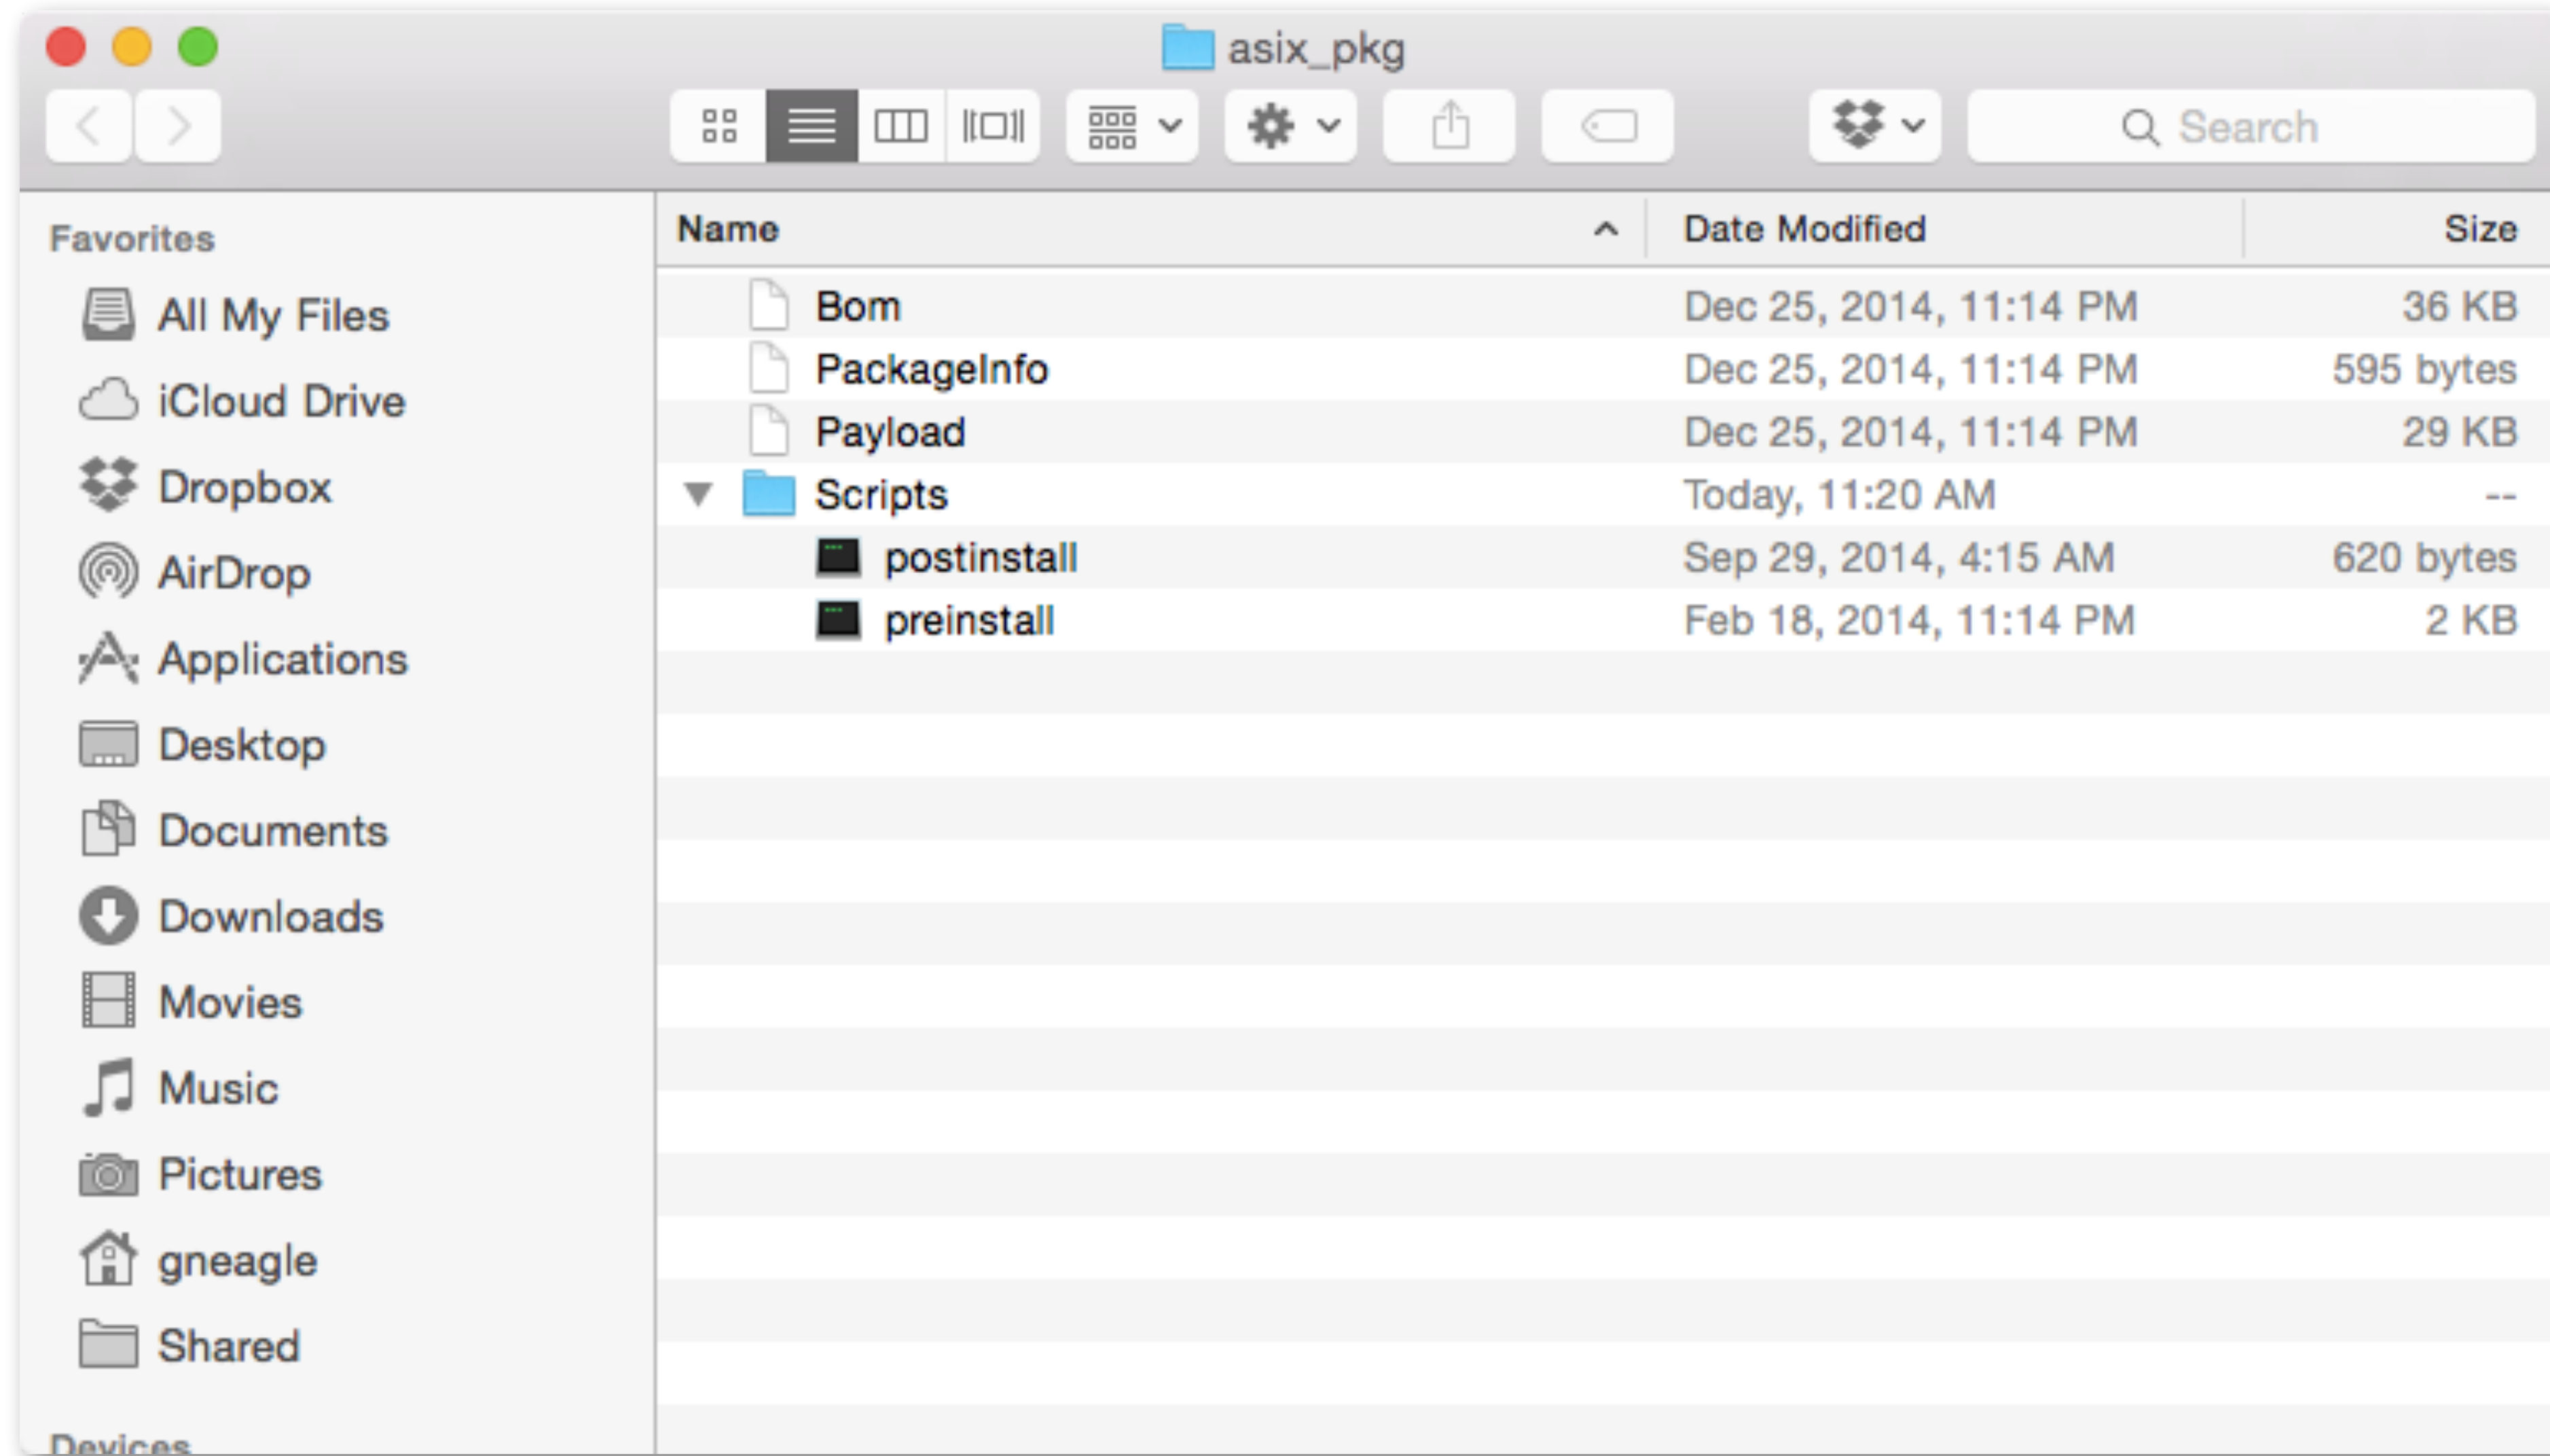 asix_pkg
Search
Favorites
All My Files
iCloud Drive
Dropbox
AirDrop
Applications
Desktop
Documents
Downloads
Movies
Music
Pictures
gneagle
Shared
Devices
Name Date Modified Size
Bom Dec 25, 2014, 11:14 PM 36 KB
PackageInfo Dec 25, 2014, 11:14 PM 595 bytes
Payload Dec 25, 2014, 11:14 PM 29 KB
Scripts Today, 11:20 AM --
postinstall Sep 29, 2014, 4:15 AM 620 bytes
preinstall Feb 18, 2014, 11:14 PM 2 KB